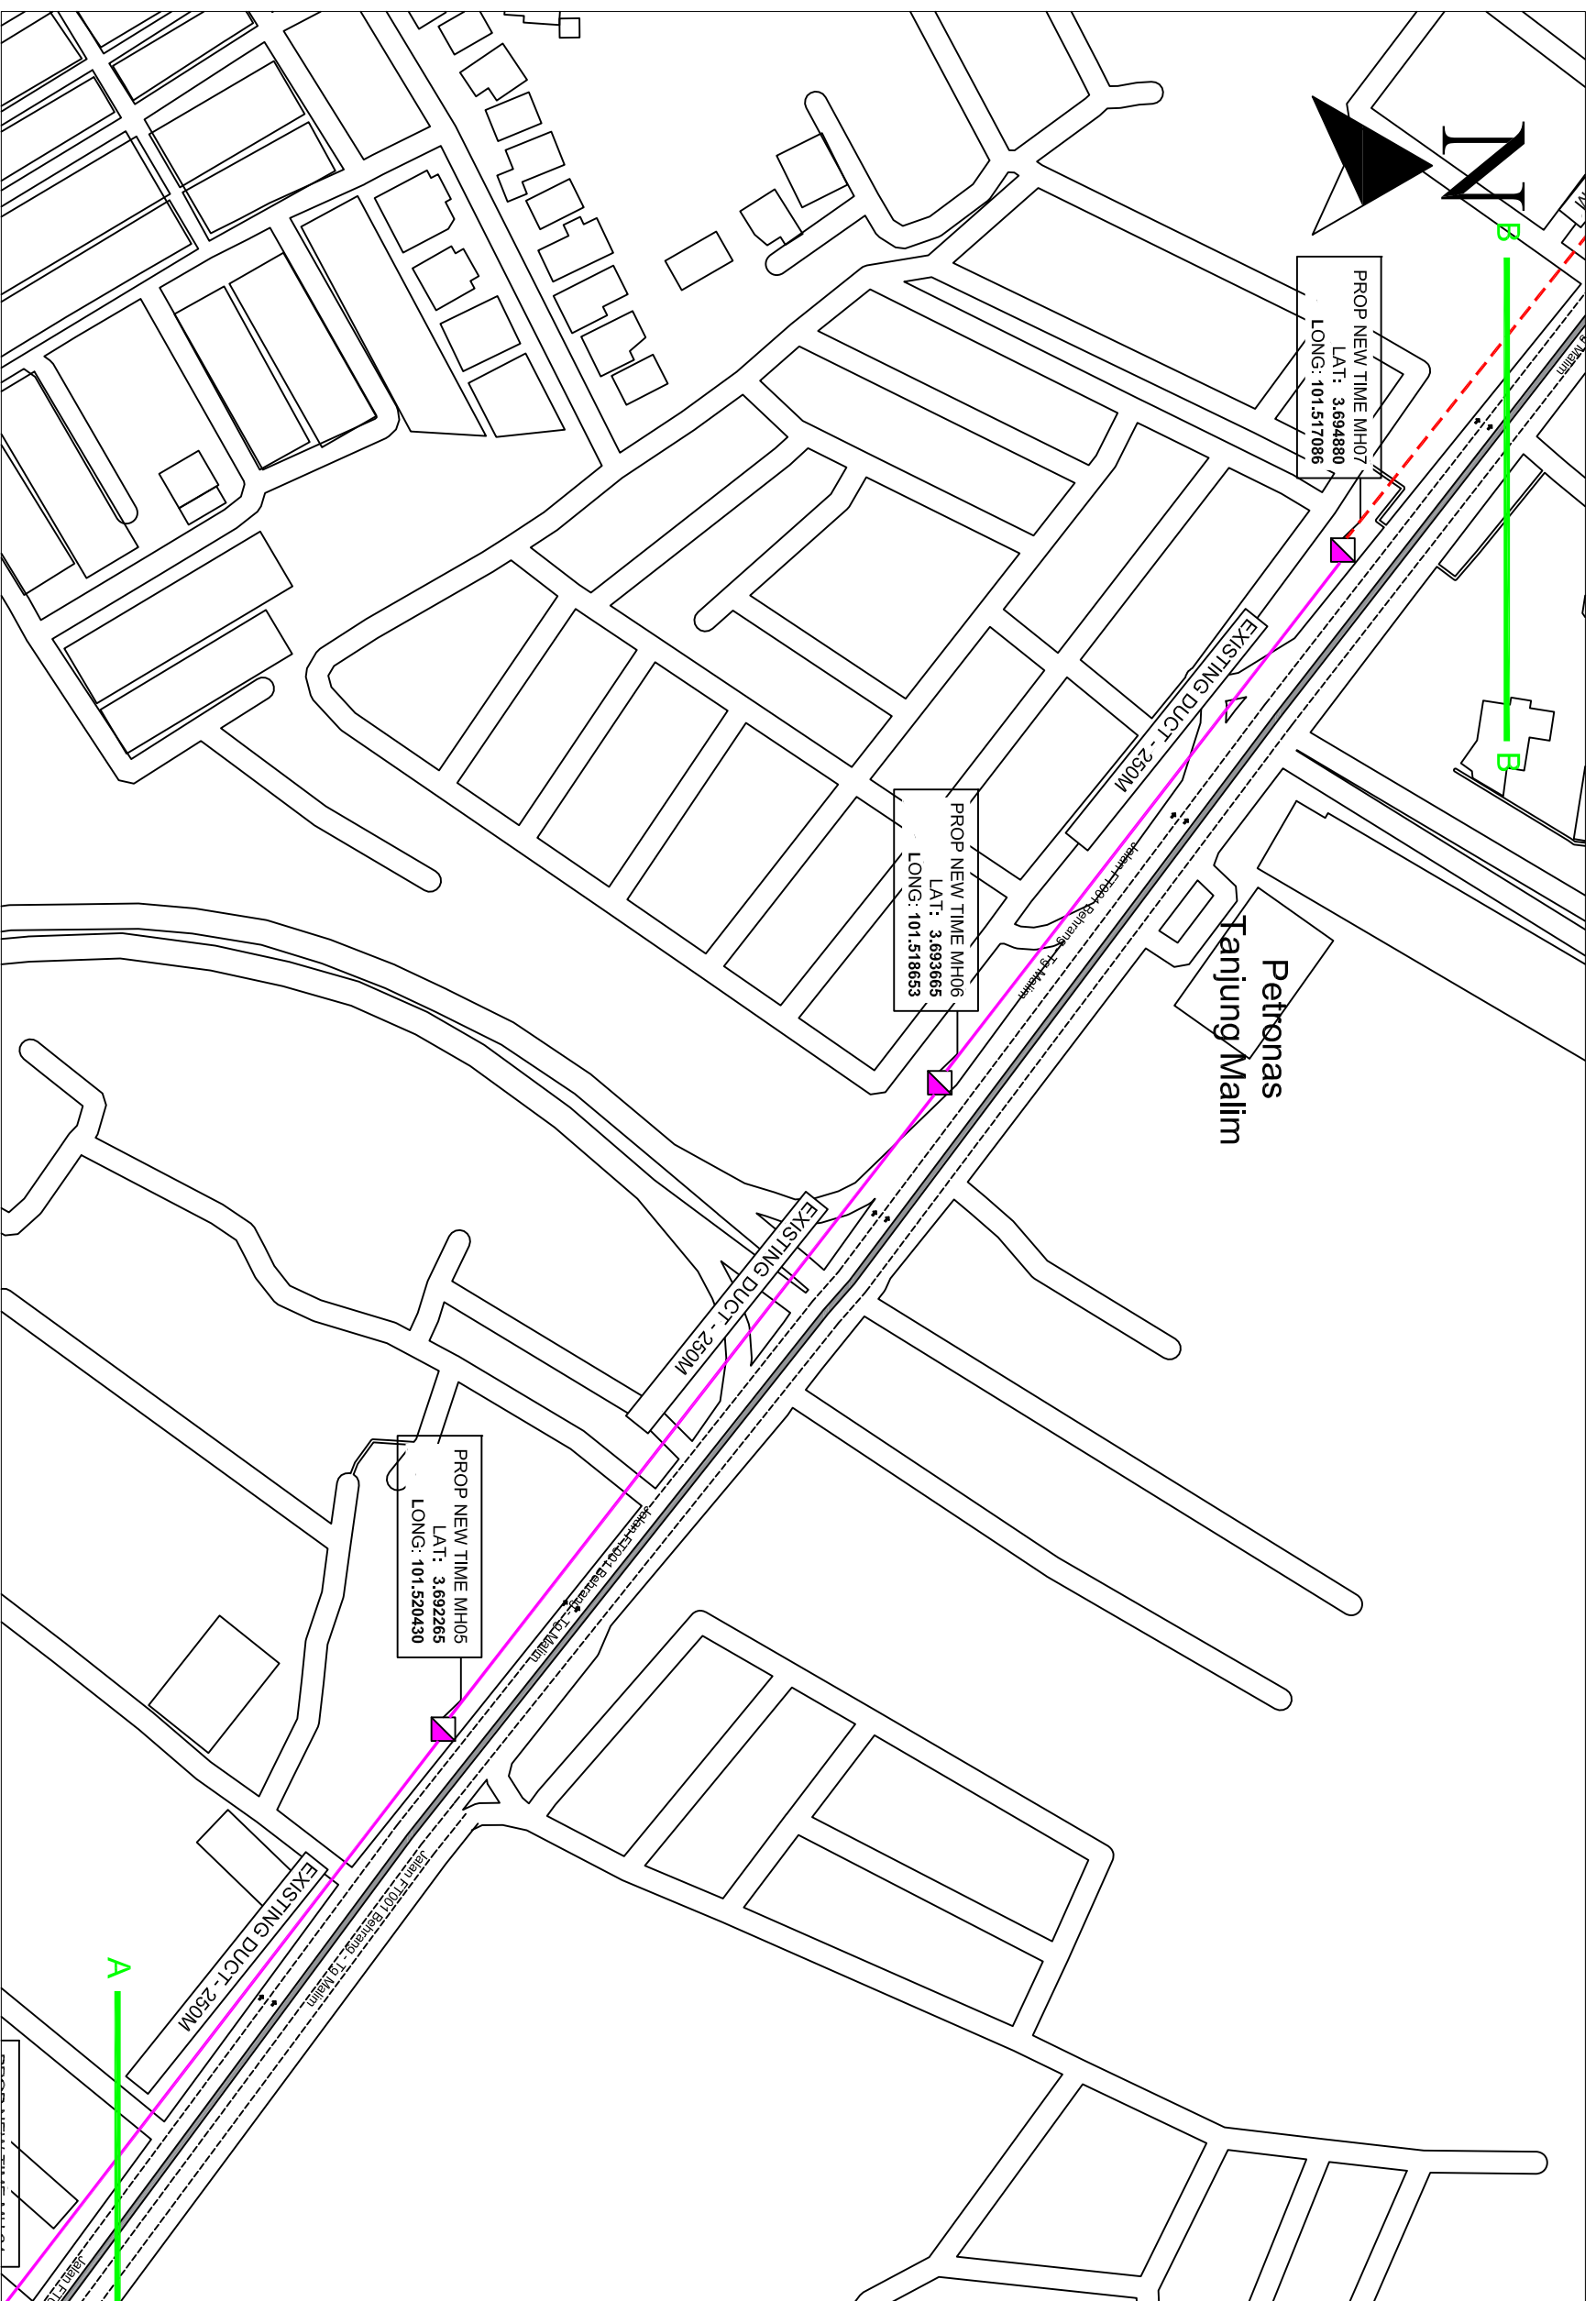 N
B
B
PROP NEW TIME MH07
LAT: 3.694880
LONG: 101.517086
EXISTING DUCT - 250M
Petronas
Tanjung Malim
Jalan FT001 Behrang - Tg Malim
PROP NEW TIME MH06
LAT: 3.693665
LONG: 101.518653
EXISTING DUCT - 250M
Jalan FT001 Behrang - Tg Malim
PROP NEW TIME MH05
LAT: 3.692265
LONG: 101.520430
Jalan FT001 Behrang - Tg Malim
EXISTING DUCT - 250M
A